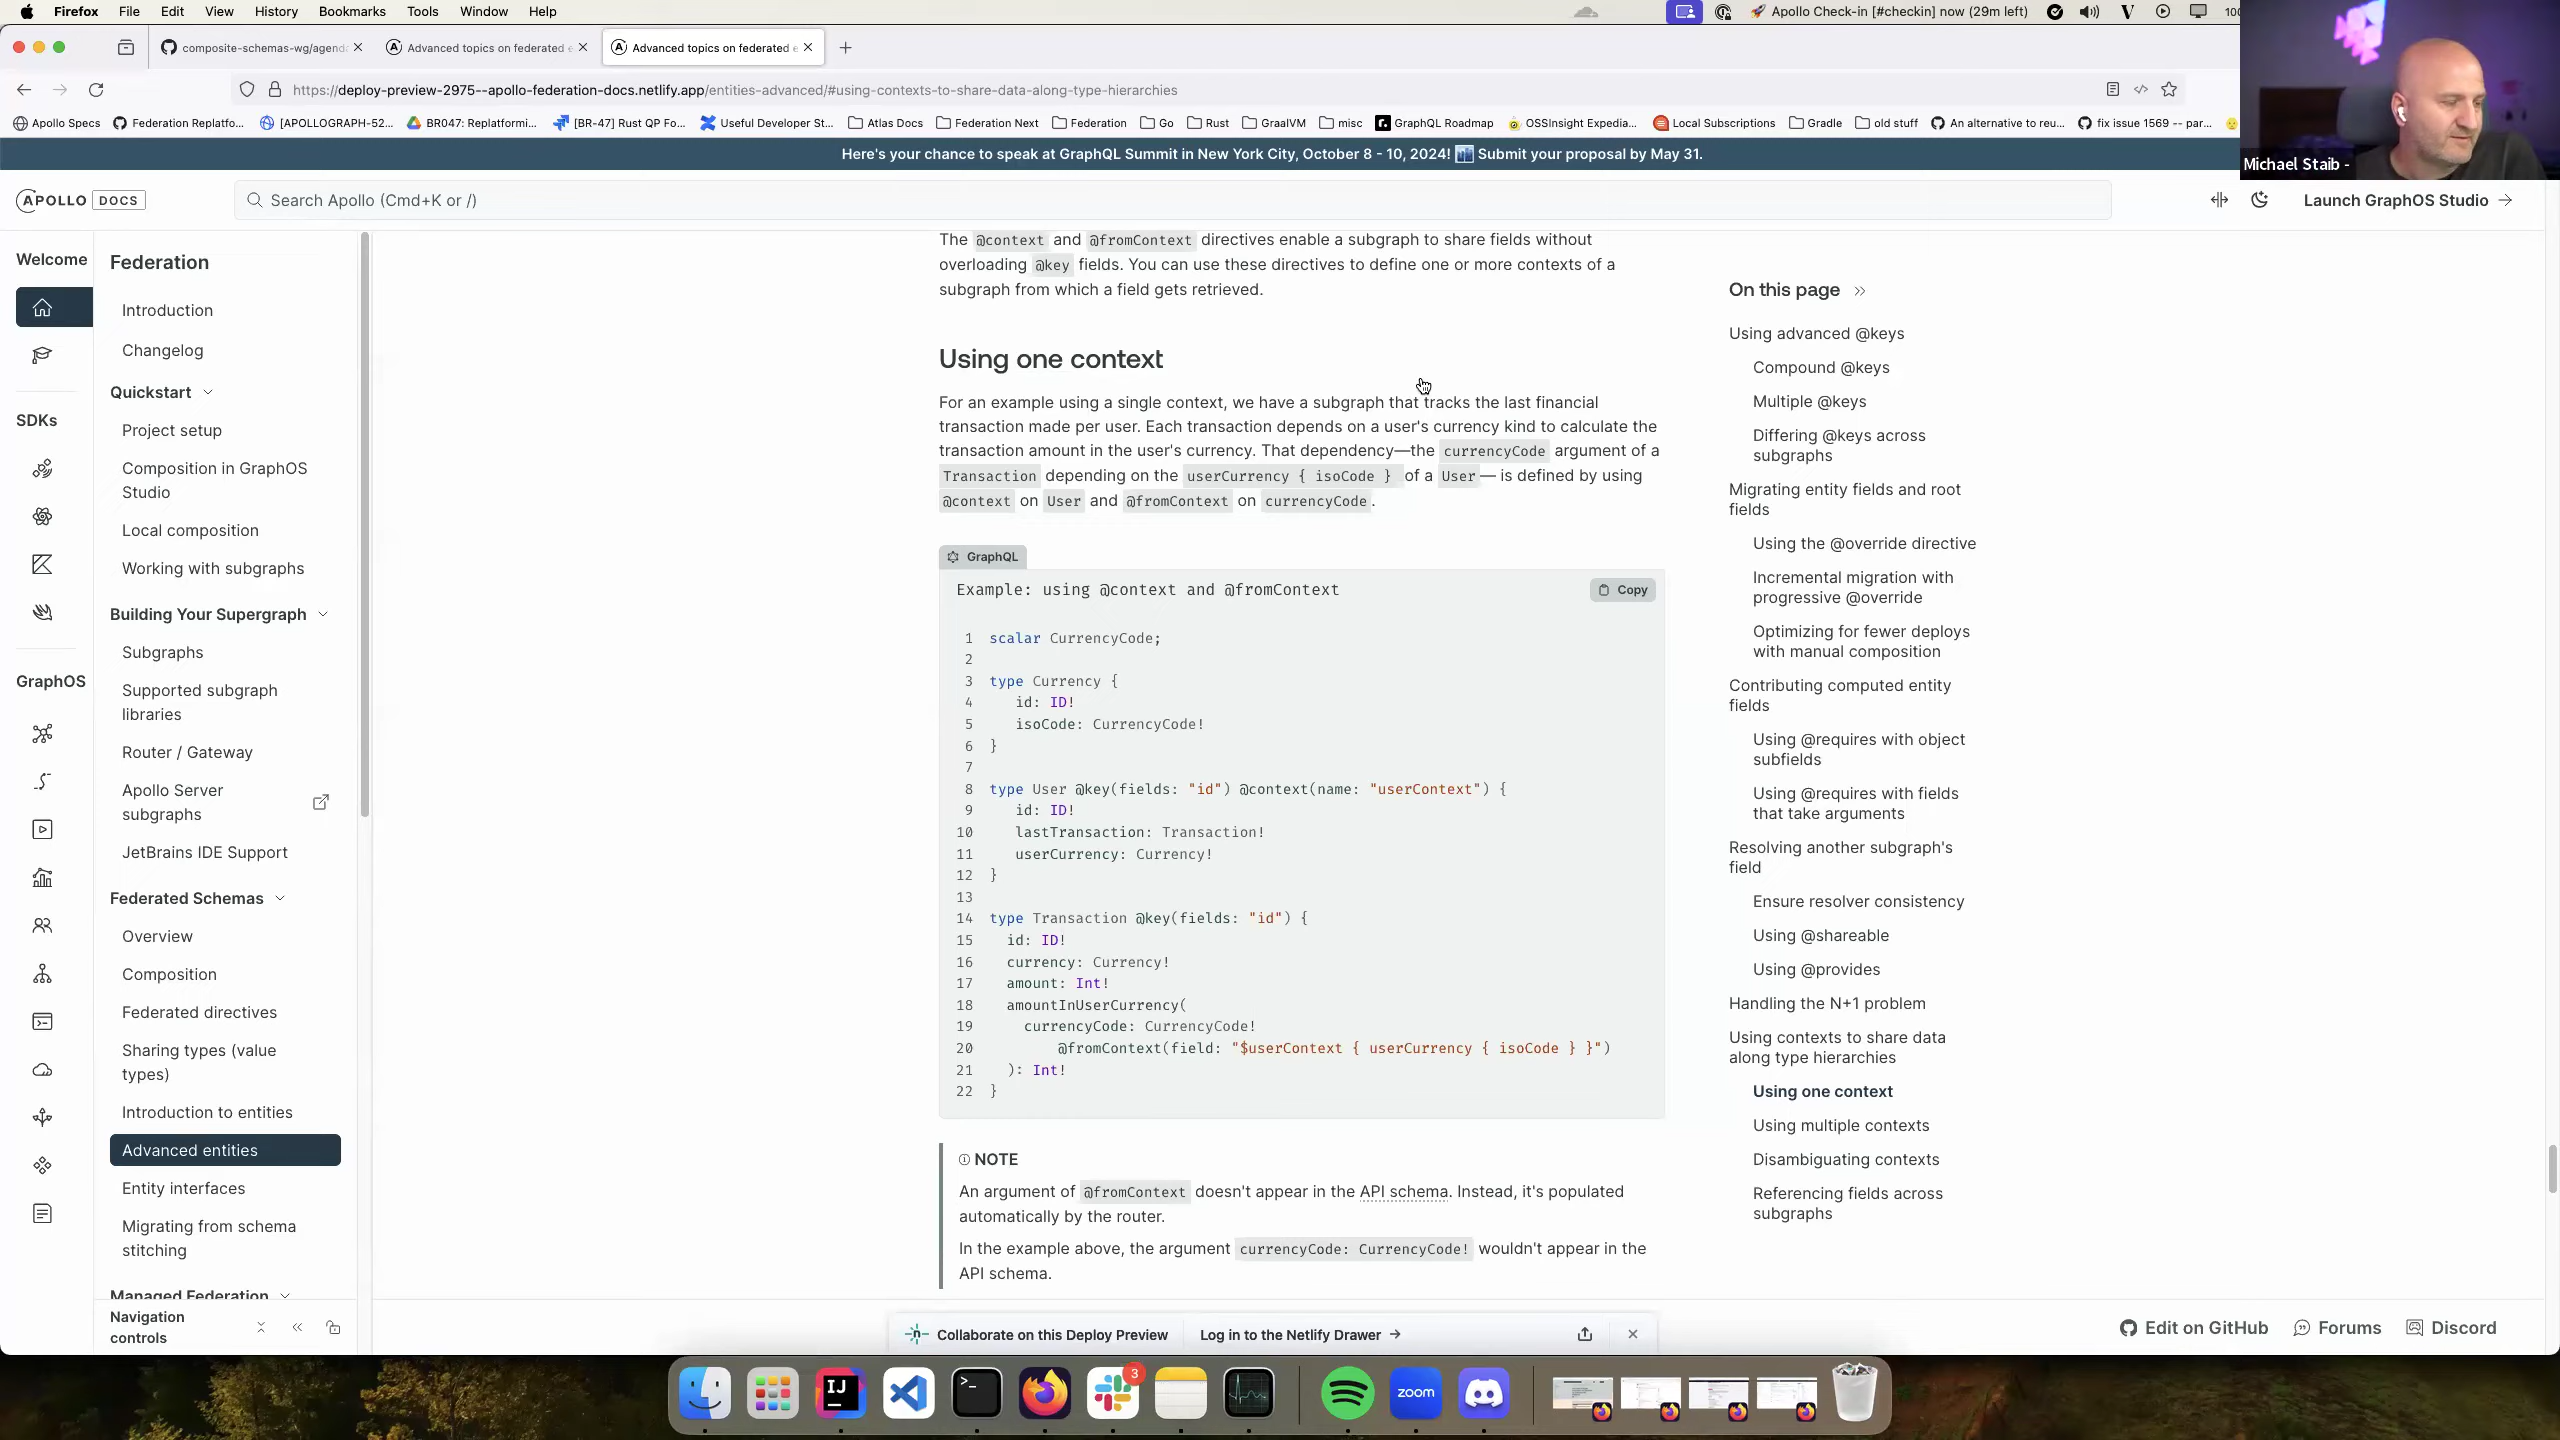 Firefox File Edit View History Bookmarks Tools Window Help
🚀 Apollo Check-in [#checkin] now (29m left)
composite-schemas-wg/agend
Advanced topics on federated e
Advanced topics on federated e
https://deploy-preview-2975--apollo-federation-docs.netlify.app/entities-advanced/#using-contexts-to-share-data-along-type-hierarchies
Apollo Specs Federation Replatfo... [APOLLOGRAPH-52... BR047: Replatformi... [BR-47] Rust QP Fo... Useful Developer St... Atlas Docs Federation Next Federation Go Rust GraalVM misc GraphQL Roadmap OSSInsight Expedia... Local Subscriptions Gradle old stuff An alternative to reu... fix issue 1569 -- par...
Michael Staib -
Here's your chance to speak at GraphQL Summit in New York City, October 8 - 10, 2024! 🏙️ Submit your proposal by May 31.
APOLLO DOCS
Search Apollo (Cmd+K or /)
Launch GraphOS Studio
Welcome
SDKs
GraphOS
Federation
Introduction
Changelog
Quickstart
Project setup
Composition in GraphOS
Studio
Local composition
Working with subgraphs
Building Your Supergraph
Subgraphs
Supported subgraph
libraries
Router / Gateway
Apollo Server
subgraphs
JetBrains IDE Support
Federated Schemas
Overview
Composition
Federated directives
Sharing types (value
types)
Introduction to entities
Advanced entities
Entity interfaces
Migrating from schema
stitching
Managed Federation
Navigation
controls
The @context and @fromContext directives enable a subgraph to share fields without
overloading @key fields. You can use these directives to define one or more contexts of a
subgraph from which a field gets retrieved.
Using one context
For an example using a single context, we have a subgraph that tracks the last financial
transaction made per user. Each transaction depends on a user's currency kind to calculate the
transaction amount in the user's currency. That dependency—the currencyCode argument of a
Transaction depending on the userCurrency { isoCode } of a User— is defined by using
@context on User and @fromContext on currencyCode.
GraphQL
Example: using @context and @fromContext
Copy
1 scalar CurrencyCode;
2
3 type Currency {
4 id: ID!
5 isoCode: CurrencyCode!
6 }
7
8 type User @key(fields: "id") @context(name: "userContext") {
9 id: ID!
10 lastTransaction: Transaction!
11 userCurrency: Currency!
12 }
13
14 type Transaction @key(fields: "id") {
15 id: ID!
16 currency: Currency!
17 amount: Int!
18 amountInUserCurrency(
19 currencyCode: CurrencyCode!
20 @fromContext(field: "$userContext { userCurrency { isoCode } }")
21 ): Int!
22 }
NOTE
An argument of @fromContext doesn't appear in the API schema. Instead, it's populated
automatically by the router.
In the example above, the argument currencyCode: CurrencyCode! wouldn't appear in the
API schema.
On this page
Using advanced @keys
Compound @keys
Multiple @keys
Differing @keys across
subgraphs
Migrating entity fields and root
fields
Using the @override directive
Incremental migration with
progressive @override
Optimizing for fewer deploys
with manual composition
Contributing computed entity
fields
Using @requires with object
subfields
Using @requires with fields
that take arguments
Resolving another subgraph's
field
Ensure resolver consistency
Using @shareable
Using @provides
Handling the N+1 problem
Using contexts to share data
along type hierarchies
Using one context
Using multiple contexts
Disambiguating contexts
Referencing fields across
subgraphs
Collaborate on this Deploy Preview
Log in to the Netlify Drawer →
Edit on GitHub Forums Discord
IJ
3
zoom